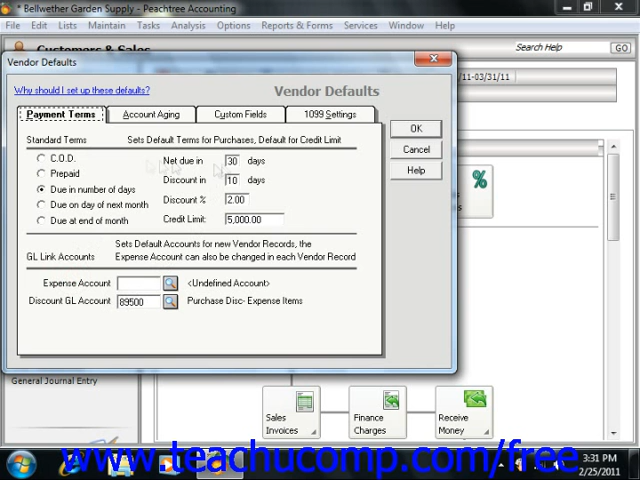 * Bellwether Garden Supply - Peachtree Accounting
File Edit Lists Maintain Tasks Analysis Options Reports & Forms Services Window Help
Customers & Sales
Search Help GO
Vendor Defaults
/11-03/31/11
Why should I set up these defaults?
Vendor Defaults
Payment Terms Account Aging Custom Fields 1099 Settings
OK
Cancel
Help
Standard Terms Sets Default Terms for Purchases, Default for Credit Limit
C.O.D.
Prepaid
Due in number of days
Due on day of next month
Due at end of month
Net due in 30 days
Discount in 10 days
Discount % 2.00
Credit Limit: 5,000.00
%
Sets Default Accounts for new Vendor Records, the
GL Link Accounts Expense Account can also be changed in each Vendor Record
Expense Account <Undefined Account>
Discount GL Account 89500 Purchase Disc- Expense Items
General Journal Entry
Sales Invoices
Finance Charges
Receive Money
www.teachucomp.com/free
3:31 PM
2/25/2011